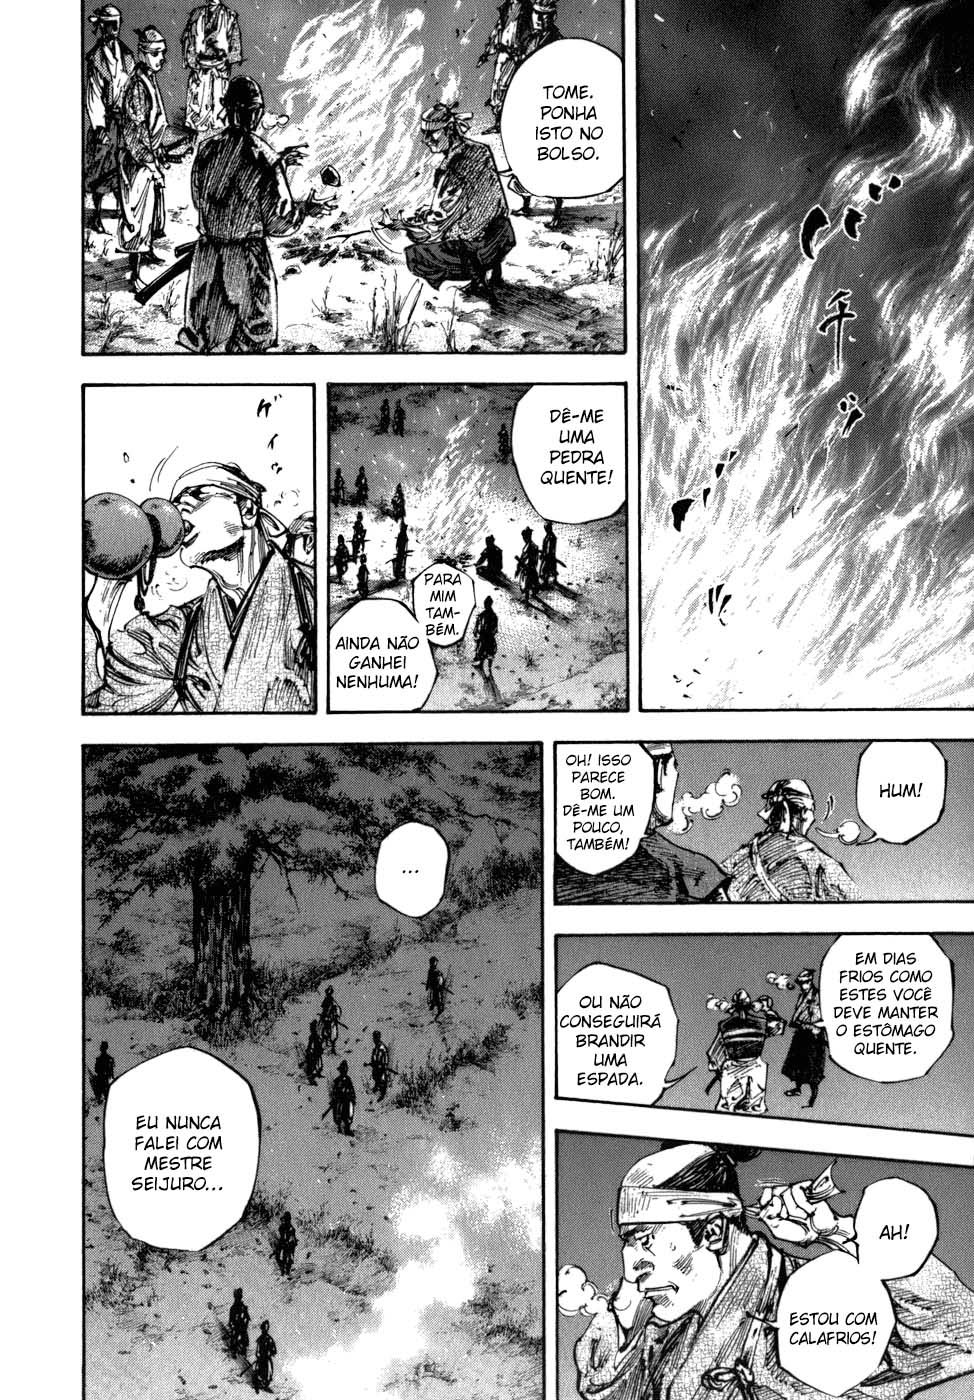 TOME.
PONHA
ISTO NO
BOLSO.
DÊ-ME
UMA
PEDRA
QUENTE!
PARA
MIM
TAM-
BÉM.
AINDA NÃO
GANHEI
NENHUMA!
HUM!
OH! ISSO
PARECE
BOM.
DÊ-ME UM
POUCO,
TAMBÉM!
EM DIAS
FRIOS COMO
ESTES VOCÊ
DEVE MANTER
O ESTÔMAGO
QUENTE.
OU NÃO
CONSEGUIRÁ
BRANDIR
UMA
ESPADA.
AH!
ESTOU COM
CALAFRIOS!
...
EU NUNCA
FALEI COM
MESTRE
SEIJURO...